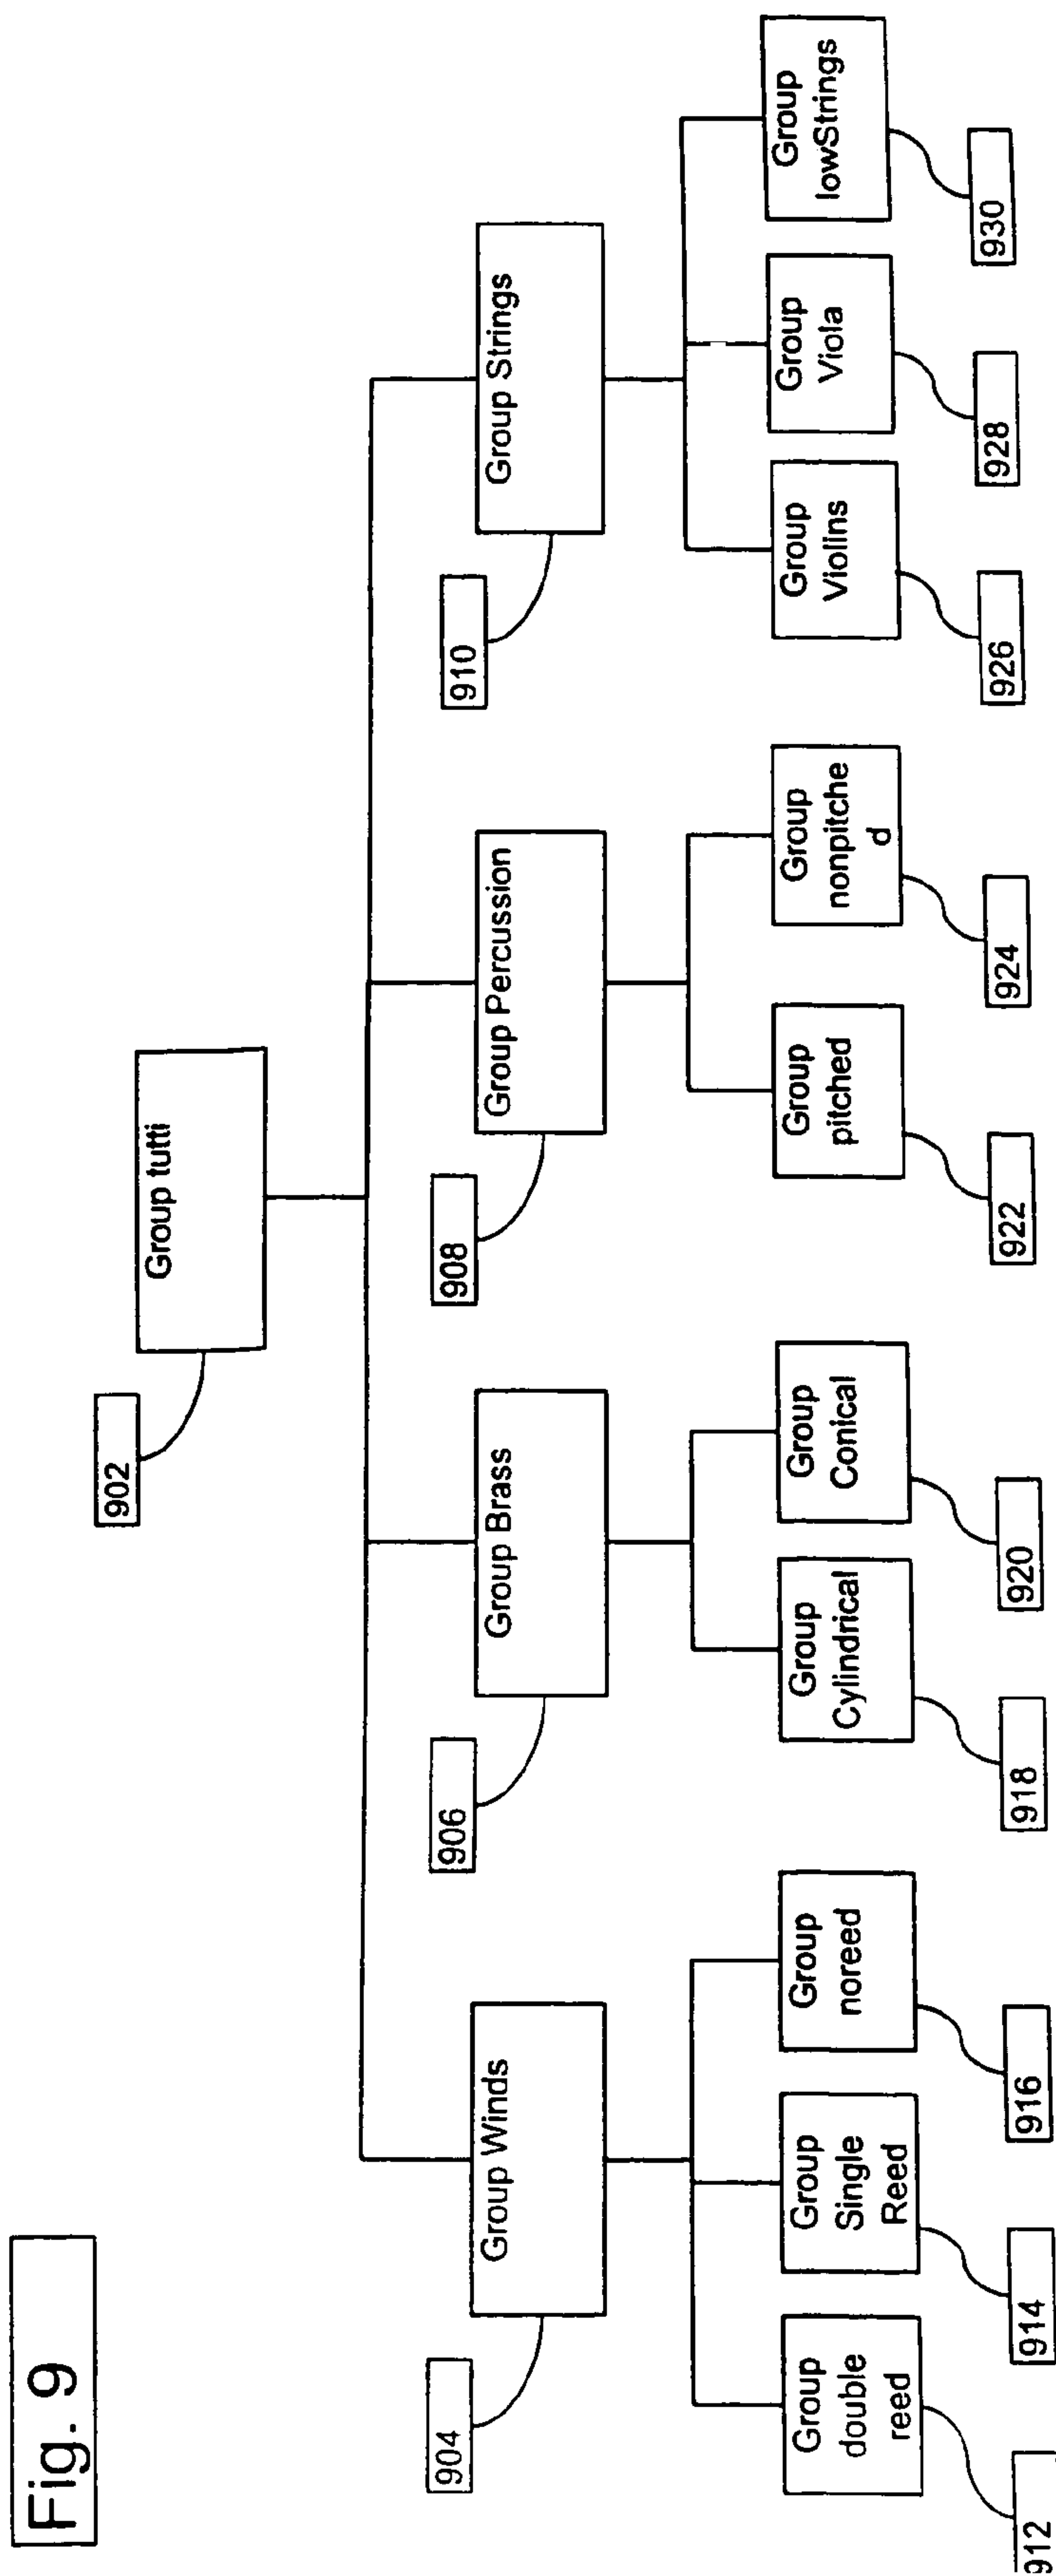 Fig. 9
902
Group tutti
904
Group Winds
906
Group Brass
908
Group Percussion
910
Group Strings
Group
double
reed
Group
Single
Reed
Group
noreed
Group
Cylindrical
Group
Conical
Group
pitched
Group
nonpitche
d
Group
Violins
Group
Viola
Group
lowStrings
912
914
916
918
920
922
924
926
928
930